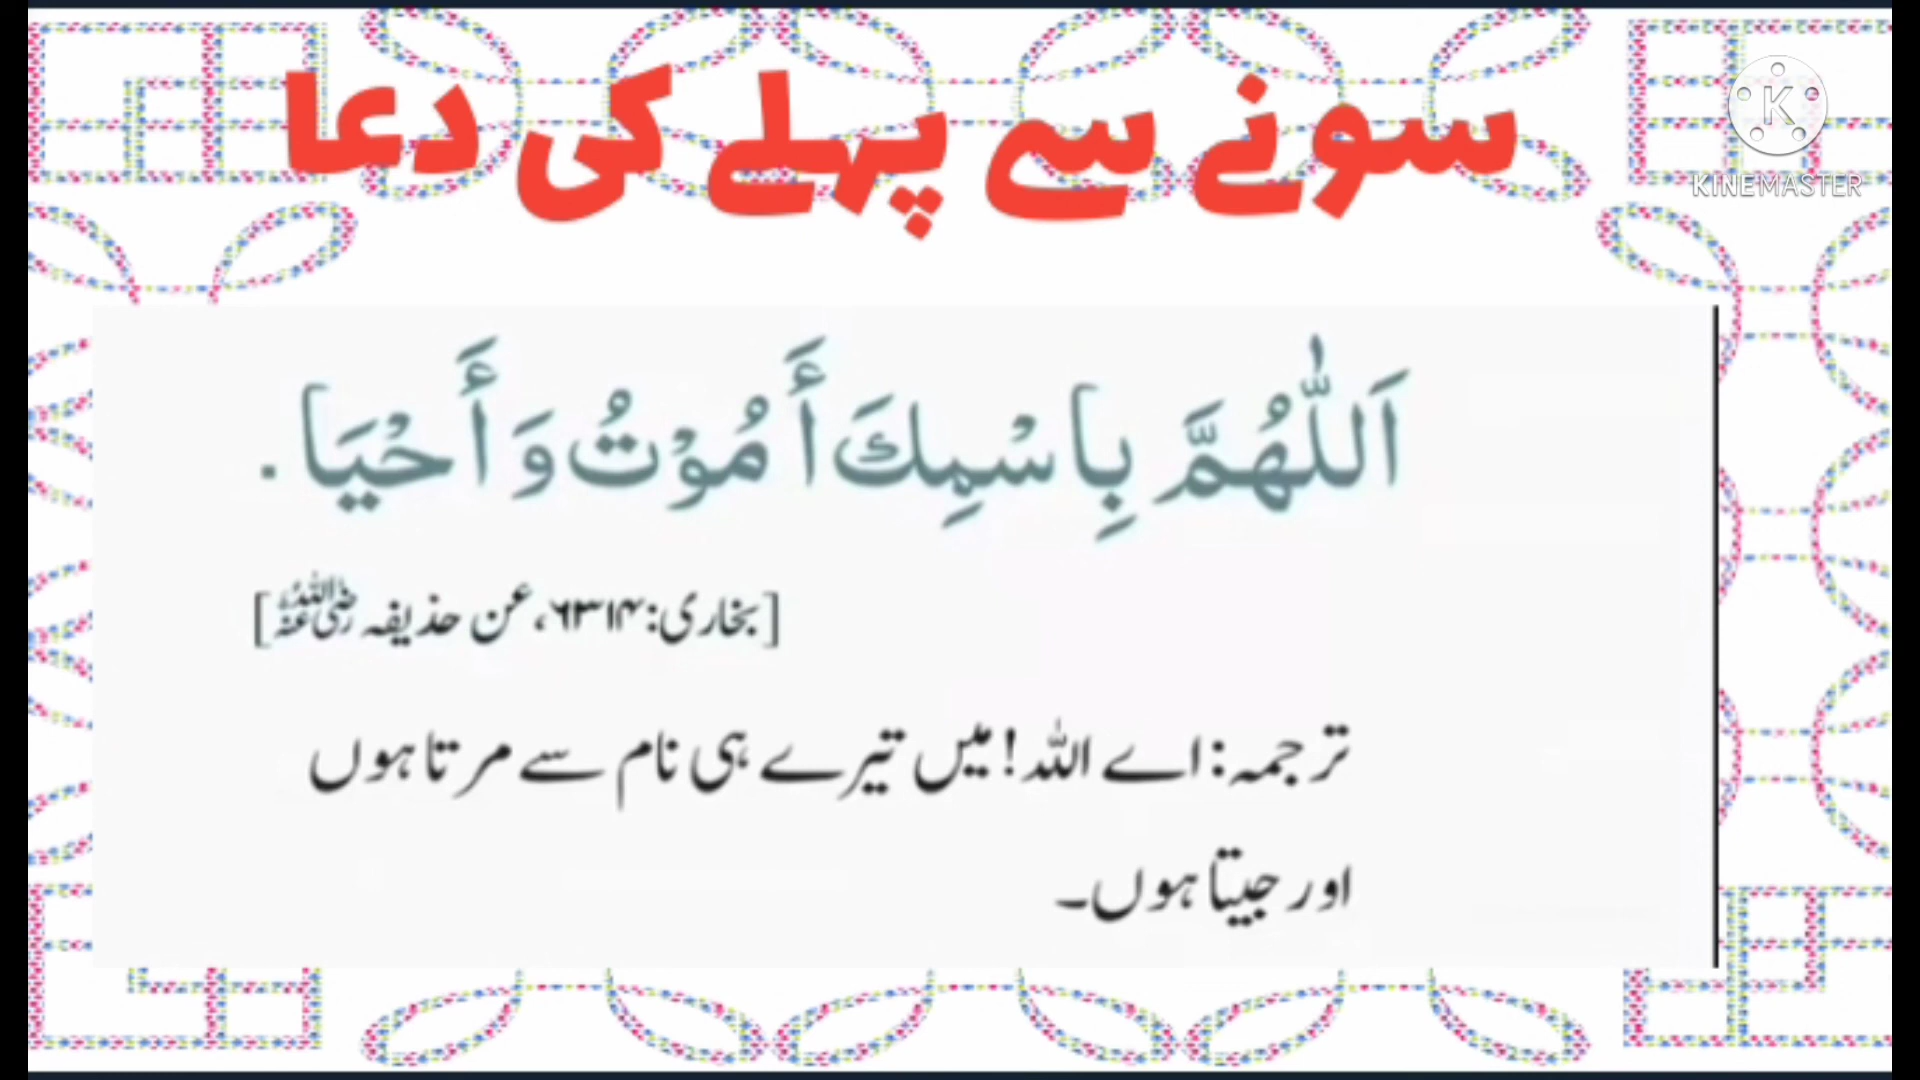 سونے سے پہلے کی دعا
KINEMASTER
اَللّٰهُمَّ بِاسْمِكَ أَمُوْتُ وَأَحْيَا.
[بخاری: ۶۳۱۴، عن حذیفہ رضی اللہ عنہ]
ترجمہ: اے اللہ! میں تیرے ہی نام سے مرتا ہوں
اور جیتا ہوں۔